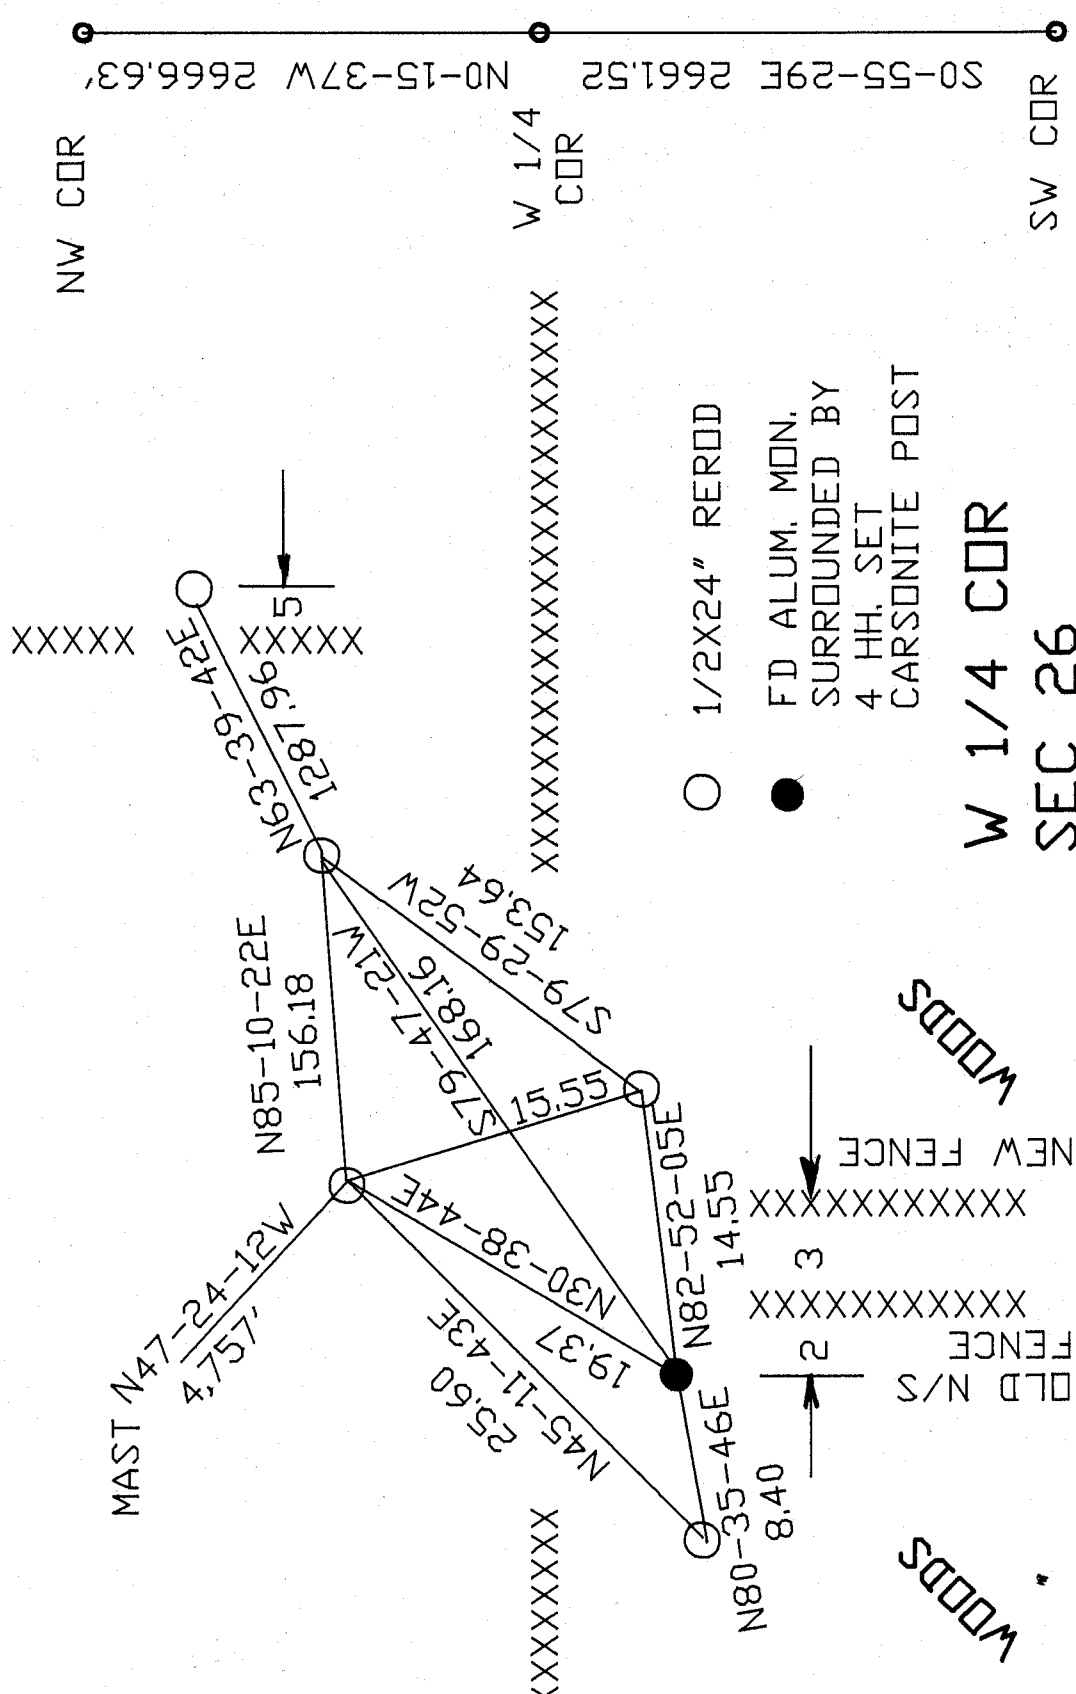 MAST N47-24-12W
4,757'
N85-10-22E
156.18
N63-39-42E
1287.96
5
XXXXX
XXXXX
NW COR
N0-15-37W 2666.63'
W 1/4
COR
S0-55-29E 2661.52
SW COR
N45-11-43E
25.60
N30-38-44E
19.37
S79-47-21W
168.16
15.55
S79-29-52W
153.64
XXXXXXX
XXXXXXXXXXXXXXXXXXXXXX
N80-35-46E
8.40
N82-52-05E
14.55
2
3
XXXXXXXXXXX
XXXXXXXXXXX
OLD N/S
FENCE
NEW FENCE
WOODS
WOODS
1/2X24" REROD
FD ALUM. MON.
SURROUNDED BY
4 HH. SET
CARSONITE POST
W 1/4 COR
SEC 26